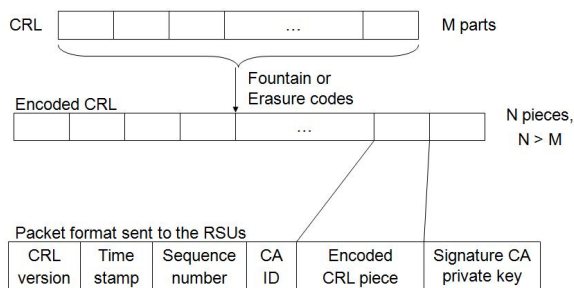 CRL
...
M parts
Fountain or
Erasure codes
Encoded CRL
...
N pieces,
N > M
Packet format sent to the RSUs
CRL version
Time stamp
Sequence number
CA ID
Encoded CRL piece
Signature CA private key